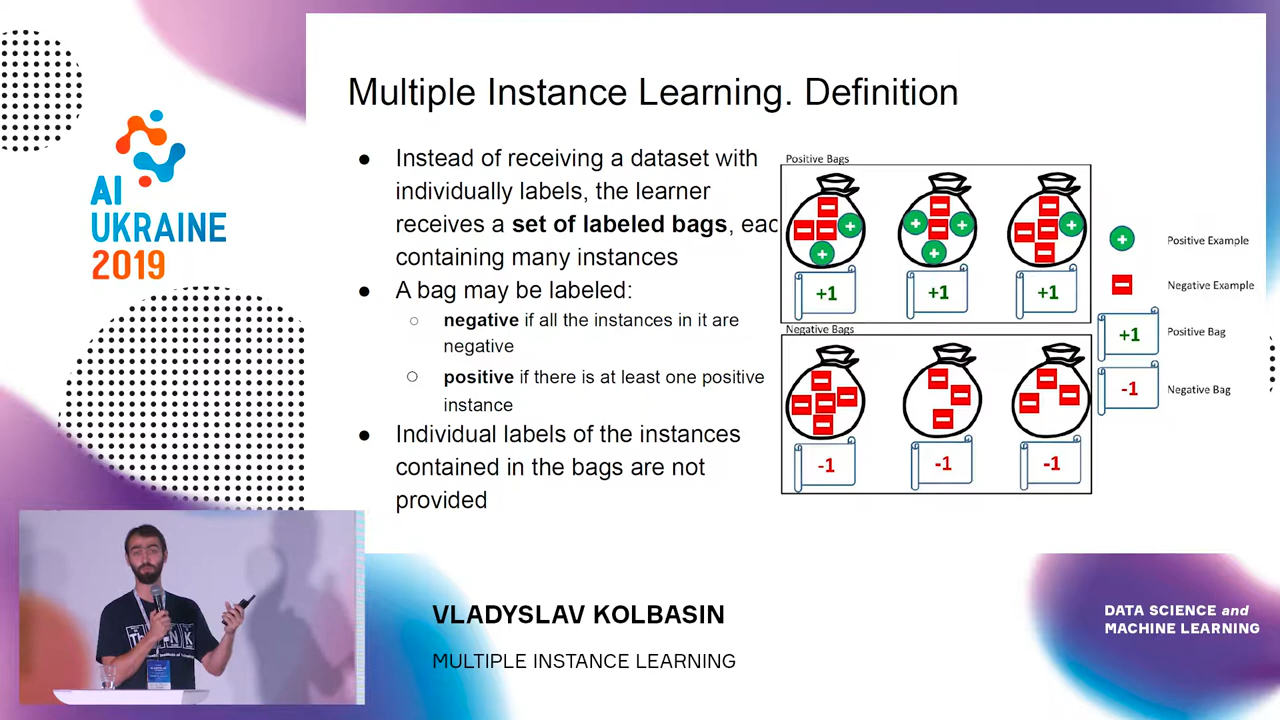 AI
UKRAINE
2019
Multiple Instance Learning. Definition
● Instead of receiving a dataset with
individually labels, the learner
receives a set of labeled bags, eac
containing many instances
● A bag may be labeled:
○ negative if all the instances in it are
negative
○ positive if there is at least one positive
instance
● Individual labels of the instances
contained in the bags are not
provided
Positive Bags
+1 +1 +1
Negative Bags
-1 -1 -1
Positive Example
Negative Example
+1 Positive Bag
-1 Negative Bag
VLADYSLAV KOLBASIN
MULTIPLE INSTANCE LEARNING
DATA SCIENCE and
MACHINE LEARNING